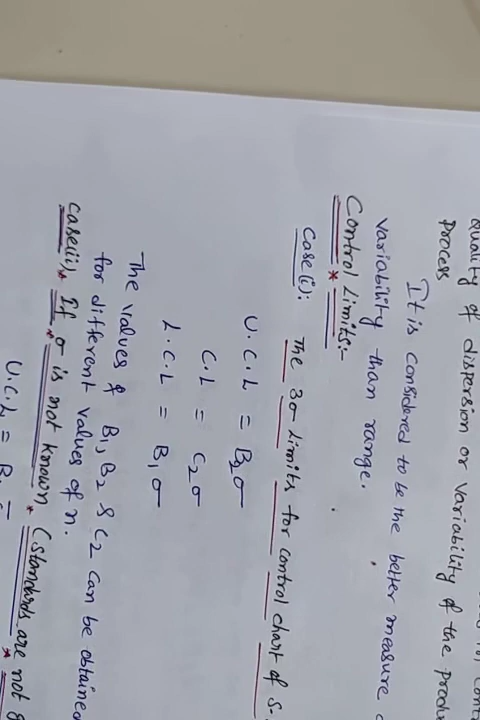 quality of dispersion or variability of the
process
It is considered to be the better measure
variability than range.
Control Limits:-
Case(i): The 3σ limits for control chart of S-
U.C.L = B₂σ
C.L = C₂σ
L.C.L = B₁σ
The values of B₁, B₂ & C₂ can be obtained
for different values of n.
case(ii) If σ is not known (Standards are not
U.C.L =